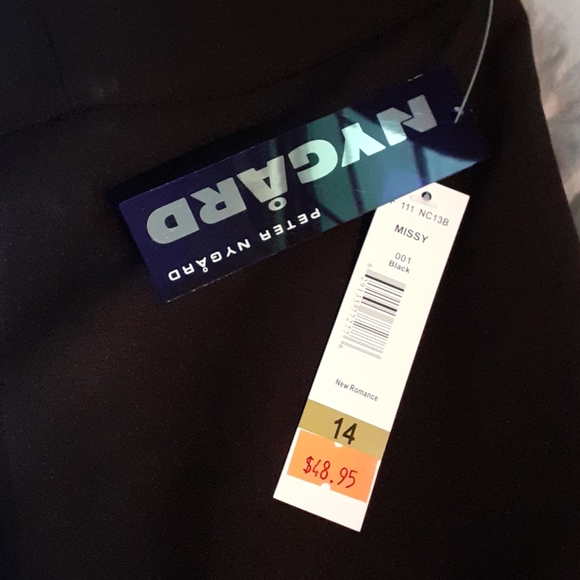 NYGÅRD
PETER NYGÅRD
111 NC13B
MISSY
001
Black
New Romance
14
$48.95